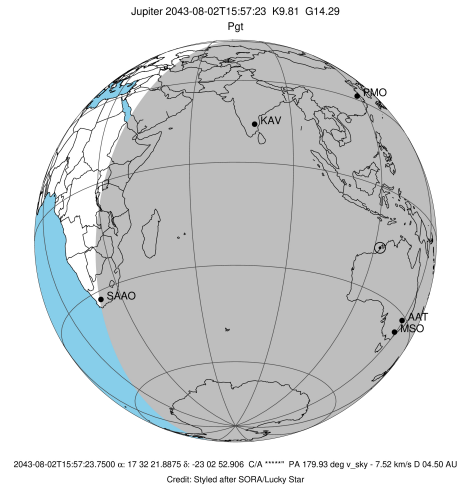 Jupiter 2043-08-02T15:57:23 K9.81 G14.29
Pgt
PMO
KAV
SAAO
AAT
MSO
2043-08-02T15:57:23.7500 α: 17 32 21.8875 δ: -23 02 52.906 C/A *****" PA 179.93 deg v_sky - 7.52 km/s D 04.50 AU
Credit: Styled after SORA/Lucky Star